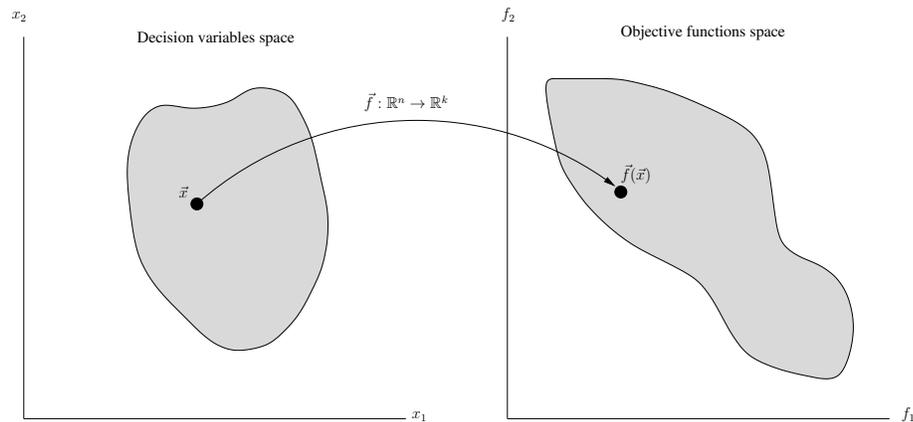 x₂
Decision variables space
x⃗
f⃗ : ℝⁿ → ℝᵏ
x₁
f₂
Objective functions space
f⃗(x⃗)
f₁